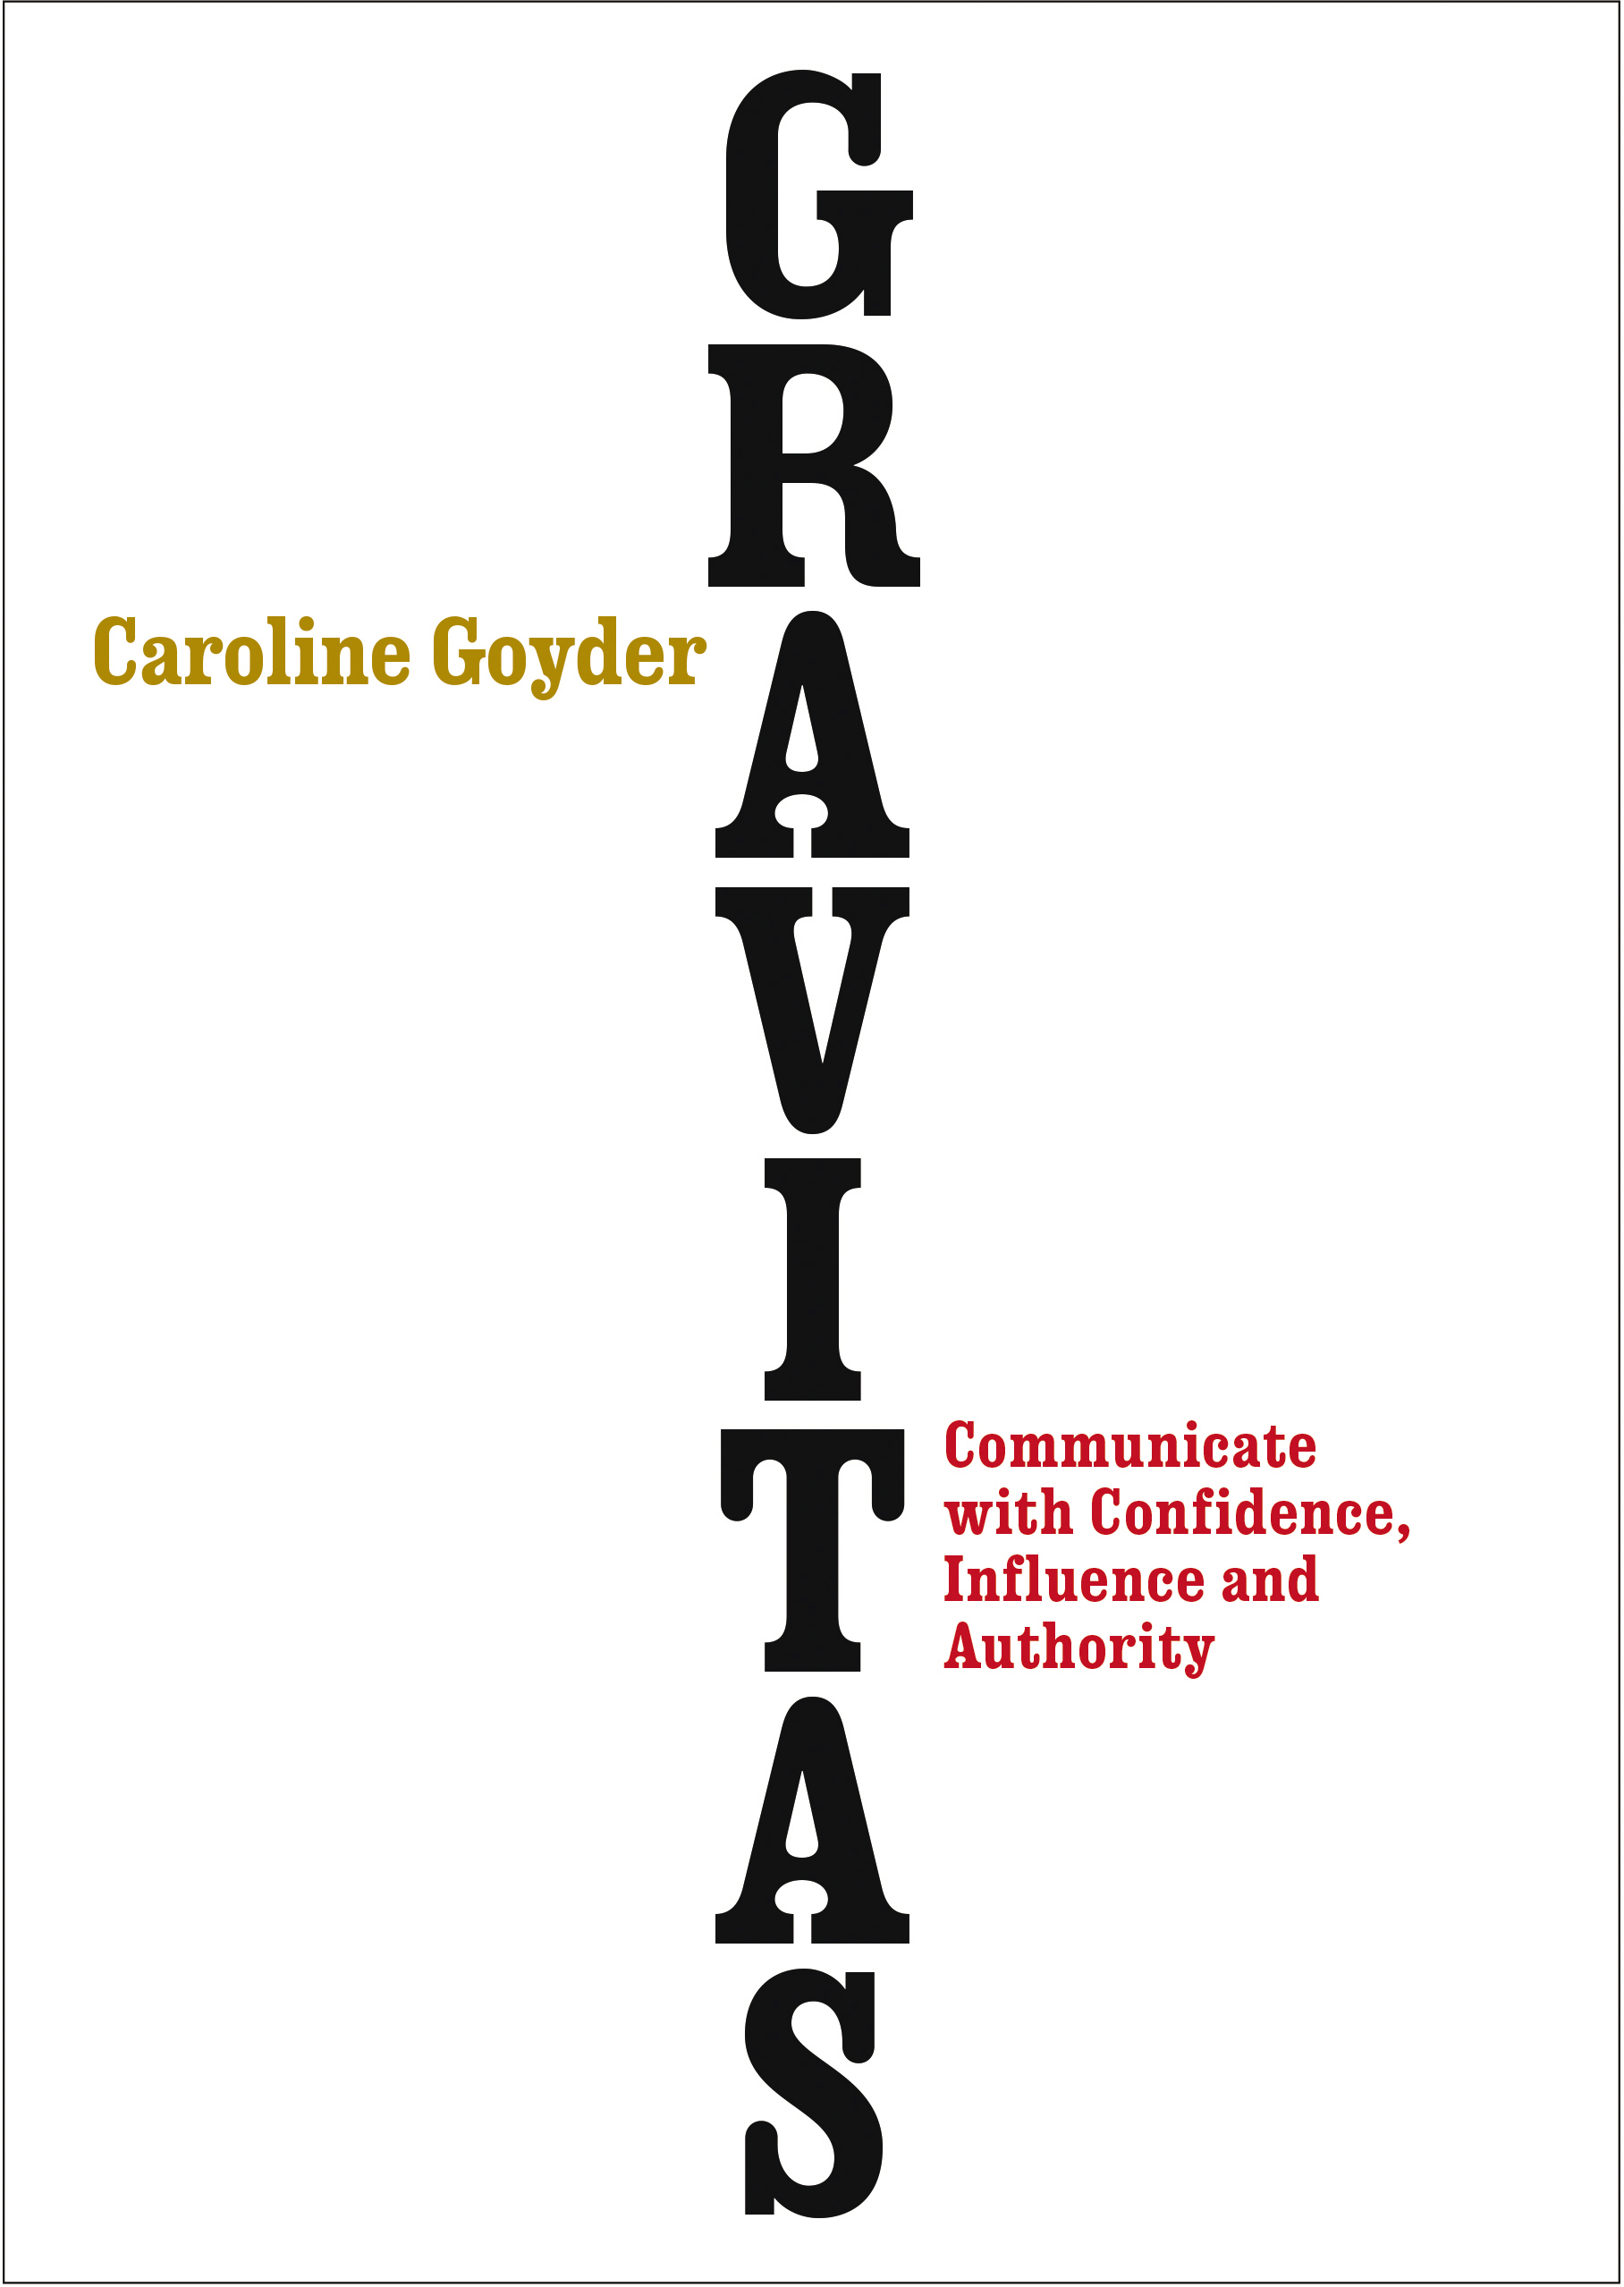 GRAVITAS
Caroline Goyder
Communicate
with Confidence,
Influence and
Authority